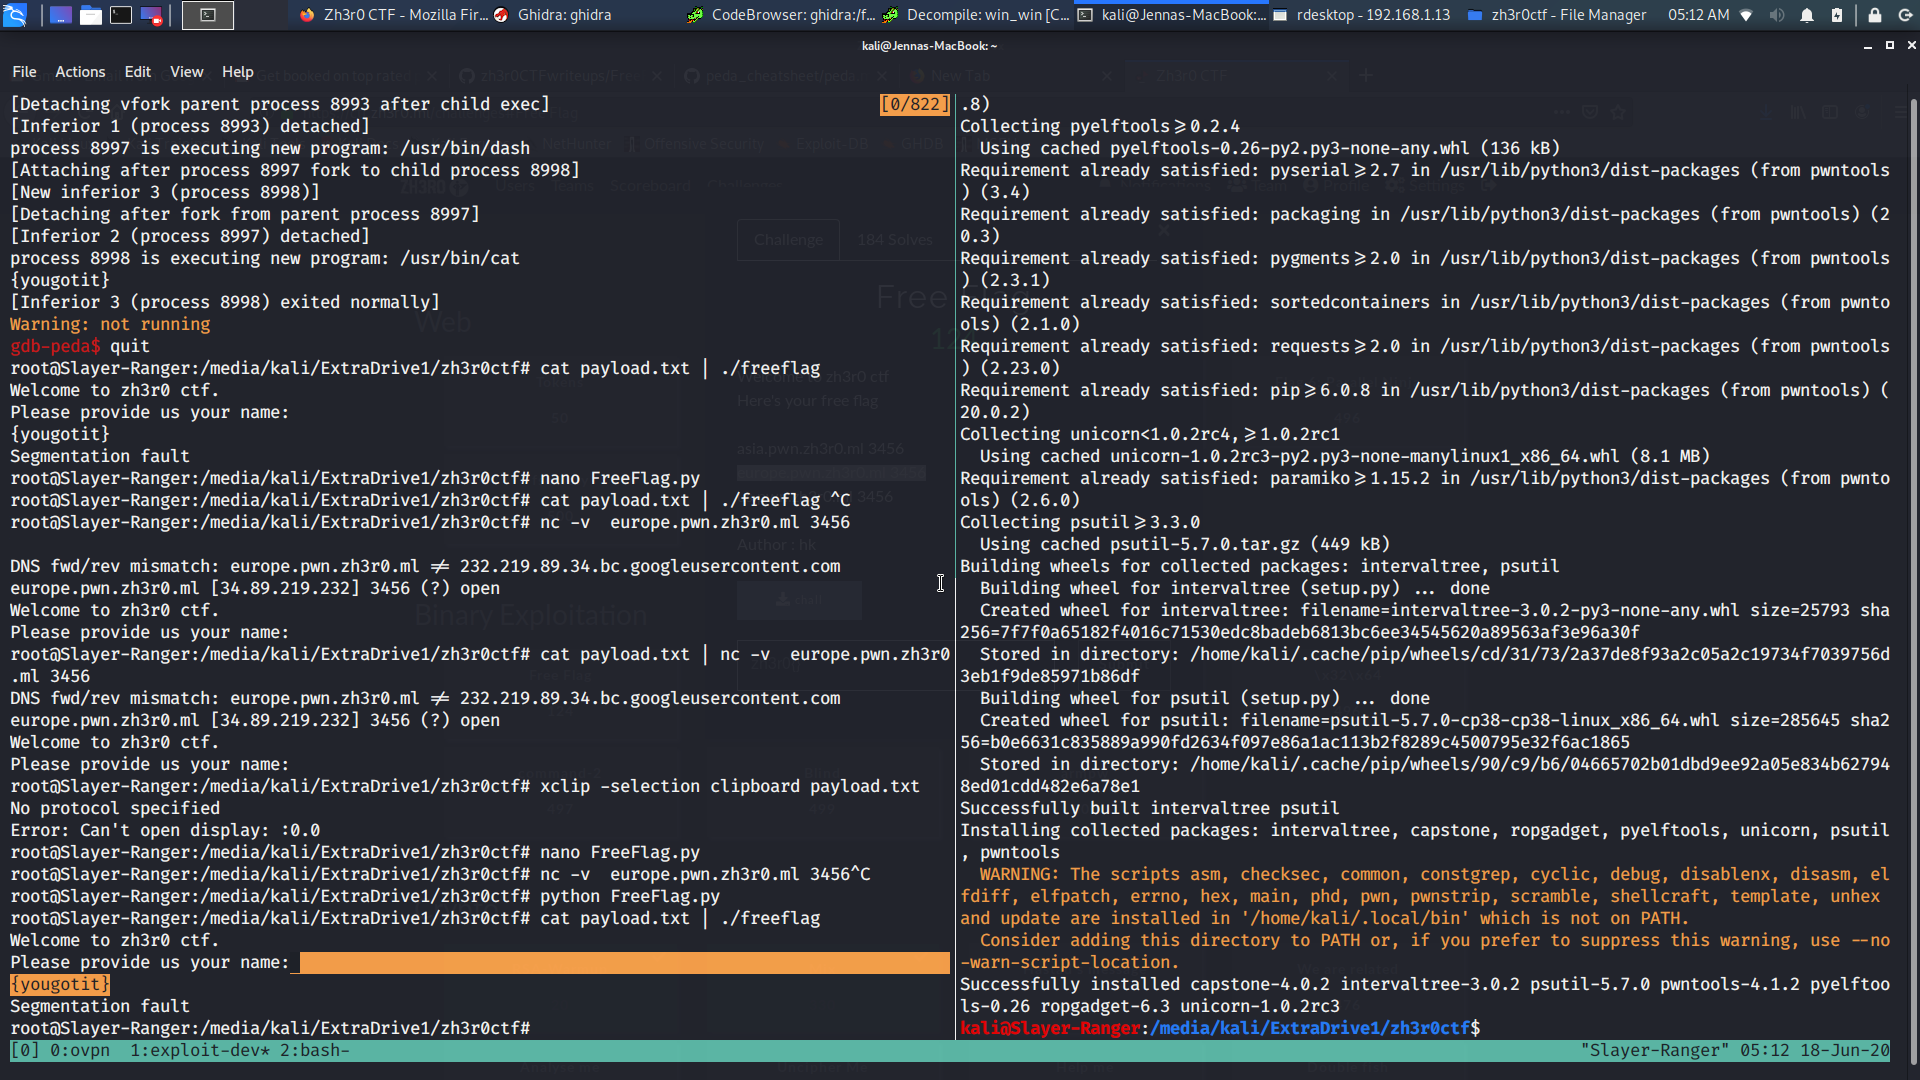 Zh3r0 CTF - Mozilla Fir...
Ghidra: ghidra
CodeBrowser: ghidra:/f...
Decompile: win_win [C...
kali@Jennas-MacBook:...
rdesktop - 192.168.1.13
zh3r0ctf - File Manager
05:12 AM
kali@Jennas-MacBook: ~
File Actions Edit View Help
[Detaching vfork parent process 8993 after child exec] [0/822]
[Inferior 1 (process 8993) detached]
process 8997 is executing new program: /usr/bin/dash
[Attaching after process 8997 fork to child process 8998]
[New inferior 3 (process 8998)]
[Detaching after fork from parent process 8997]
[Inferior 2 (process 8997) detached]
process 8998 is executing new program: /usr/bin/cat
{yougotit}
[Inferior 3 (process 8998) exited normally]
Warning: not running
gdb-peda$ quit
root@Slayer-Ranger:/media/kali/ExtraDrive1/zh3r0ctf# cat payload.txt | ./freeflag
Welcome to zh3r0 ctf.
Please provide us your name:
{yougotit}
Segmentation fault
root@Slayer-Ranger:/media/kali/ExtraDrive1/zh3r0ctf# nano FreeFlag.py
root@Slayer-Ranger:/media/kali/ExtraDrive1/zh3r0ctf# cat payload.txt | ./freeflag ^C
root@Slayer-Ranger:/media/kali/ExtraDrive1/zh3r0ctf# nc -v  europe.pwn.zh3r0.ml 3456
DNS fwd/rev mismatch: europe.pwn.zh3r0.ml ≠ 232.219.89.34.bc.googleusercontent.com
europe.pwn.zh3r0.ml [34.89.219.232] 3456 (?) open
Welcome to zh3r0 ctf.
Please provide us your name:
root@Slayer-Ranger:/media/kali/ExtraDrive1/zh3r0ctf# cat payload.txt | nc -v  europe.pwn.zh3r0
.ml 3456
DNS fwd/rev mismatch: europe.pwn.zh3r0.ml ≠ 232.219.89.34.bc.googleusercontent.com
europe.pwn.zh3r0.ml [34.89.219.232] 3456 (?) open
Welcome to zh3r0 ctf.
Please provide us your name:
root@Slayer-Ranger:/media/kali/ExtraDrive1/zh3r0ctf# xclip -selection clipboard payload.txt
No protocol specified
Error: Can't open display: :0.0
root@Slayer-Ranger:/media/kali/ExtraDrive1/zh3r0ctf# nano FreeFlag.py
root@Slayer-Ranger:/media/kali/ExtraDrive1/zh3r0ctf# nc -v  europe.pwn.zh3r0.ml 3456^C
root@Slayer-Ranger:/media/kali/ExtraDrive1/zh3r0ctf# python FreeFlag.py
root@Slayer-Ranger:/media/kali/ExtraDrive1/zh3r0ctf# cat payload.txt | ./freeflag
Welcome to zh3r0 ctf.
Please provide us your name:_
{yougotit}
Segmentation fault
root@Slayer-Ranger:/media/kali/ExtraDrive1/zh3r0ctf#
.8)
Collecting pyelftools≥0.2.4
Using cached pyelftools-0.26-py2.py3-none-any.whl (136 kB)
Requirement already satisfied: pyserial≥2.7 in /usr/lib/python3/dist-packages (from pwntools
) (3.4)
Requirement already satisfied: packaging in /usr/lib/python3/dist-packages (from pwntools) (2
0.3)
Requirement already satisfied: pygments≥2.0 in /usr/lib/python3/dist-packages (from pwntools
) (2.3.1)
Requirement already satisfied: sortedcontainers in /usr/lib/python3/dist-packages (from pwnto
ols) (2.1.0)
Requirement already satisfied: requests≥2.0 in /usr/lib/python3/dist-packages (from pwntools
) (2.23.0)
Requirement already satisfied: pip≥6.0.8 in /usr/lib/python3/dist-packages (from pwntools) (
20.0.2)
Collecting unicorn<1.0.2rc4,≥1.0.2rc1
Using cached unicorn-1.0.2rc3-py2.py3-none-manylinux1_x86_64.whl (8.1 MB)
Requirement already satisfied: paramiko≥1.15.2 in /usr/lib/python3/dist-packages (from pwnto
ols) (2.6.0)
Collecting psutil≥3.3.0
Using cached psutil-5.7.0.tar.gz (449 kB)
Building wheels for collected packages: intervaltree, psutil
Building wheel for intervaltree (setup.py) ... done
Created wheel for intervaltree: filename=intervaltree-3.0.2-py3-none-any.whl size=25793 sha
256=7f7f0a65182f4016c71530edc8badeb6813bc6ee34545620a89563af3e96a30f
Stored in directory: /home/kali/.cache/pip/wheels/cd/31/73/2a37de8f93a2c05a2c19734f7039756d
3eb1f9de85971b86df
Building wheel for psutil (setup.py) ... done
Created wheel for psutil: filename=psutil-5.7.0-cp38-cp38-linux_x86_64.whl size=285645 sha2
56=b0e6631c835889a990fd2634f097e86a1ac113b2f8289c4500795e32f6ac1865
Stored in directory: /home/kali/.cache/pip/wheels/90/c9/b6/04665702b01dbd9ee92a05e834b62794
8ed01cdd482e6a78e1
Successfully built intervaltree psutil
Installing collected packages: intervaltree, capstone, ropgadget, pyelftools, unicorn, psutil
, pwntools
WARNING: The scripts asm, checksec, common, constgrep, cyclic, debug, disablenx, disasm, el
fdiff, elfpatch, errno, hex, main, phd, pwn, pwnstrip, scramble, shellcraft, template, unhex
and update are installed in '/home/kali/.local/bin' which is not on PATH.
Consider adding this directory to PATH or, if you prefer to suppress this warning, use --no
-warn-script-location.
Successfully installed capstone-4.0.2 intervaltree-3.0.2 psutil-5.7.0 pwntools-4.1.2 pyelftoo
ls-0.26 ropgadget-6.3 unicorn-1.0.2rc3
kali@Slayer-Ranger:/media/kali/ExtraDrive1/zh3r0ctf$
[0] 0:ovpn  1:exploit-dev* 2:bash-
"Slayer-Ranger" 05:12 18-Jun-20